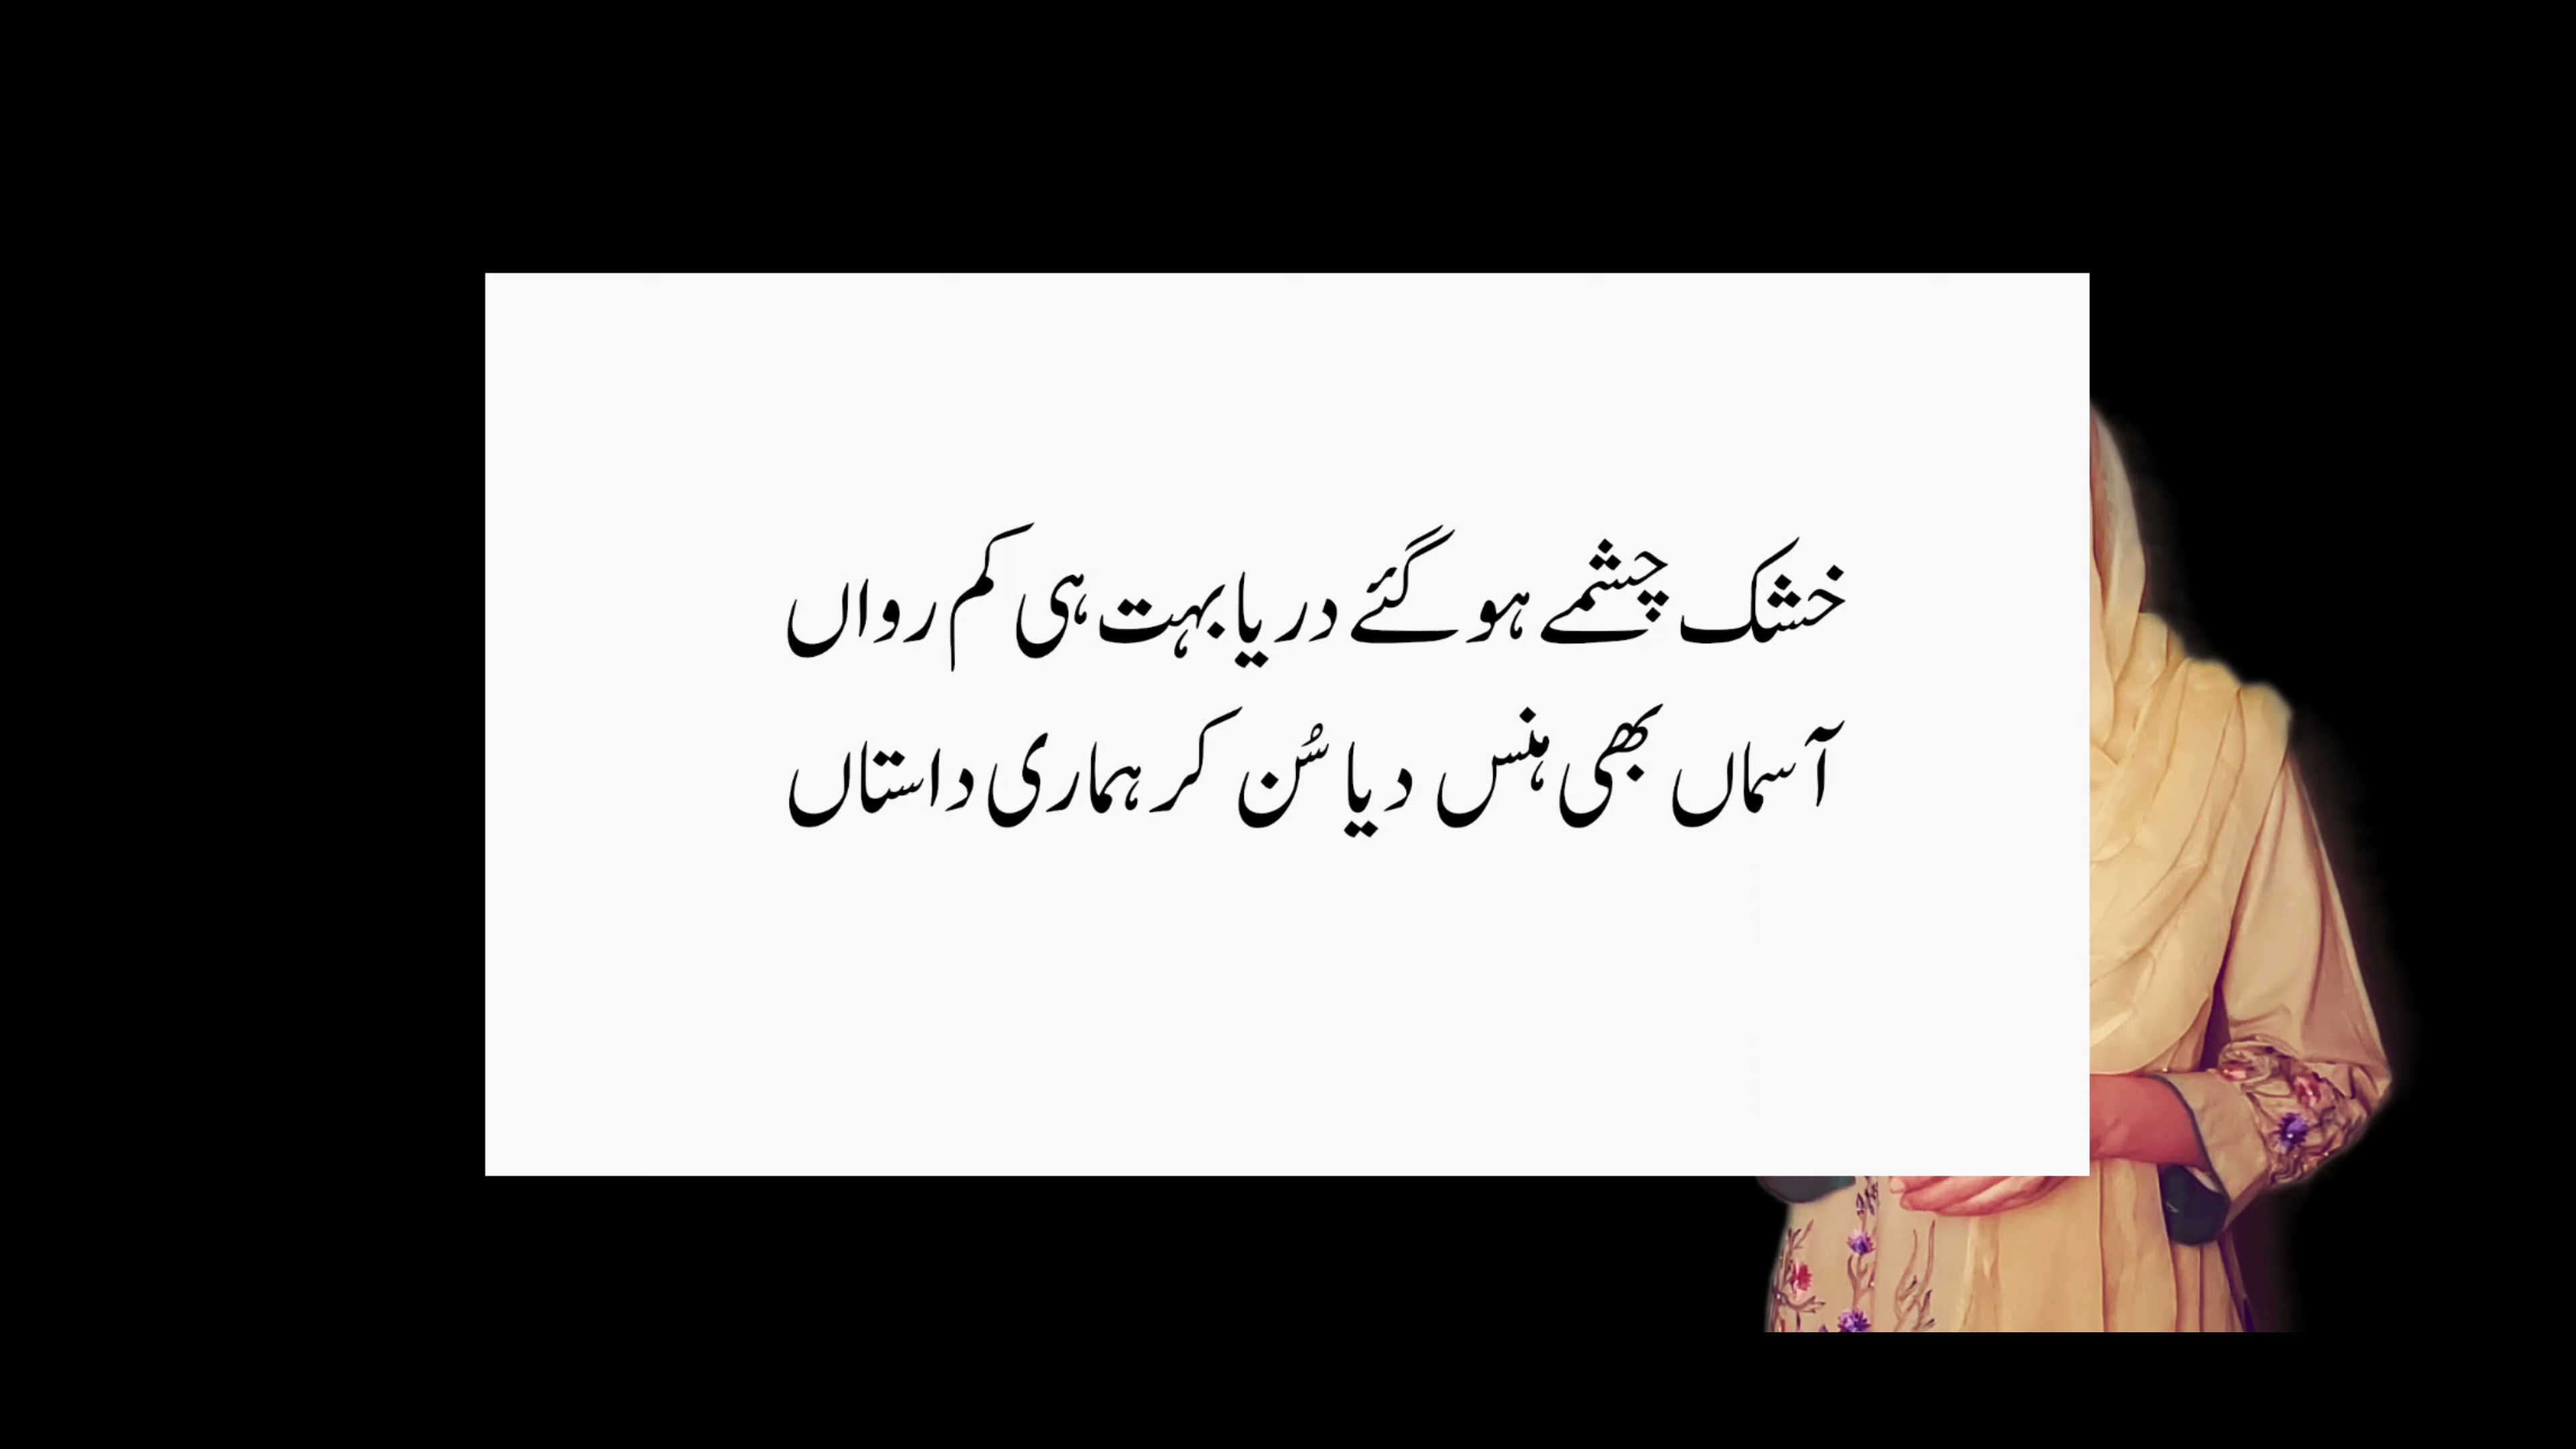 خشک چشمے ہو گئے دریا بہت ہی کم رواں
آسماں بھی ہنس دیا سُن کر ہماری داستاں